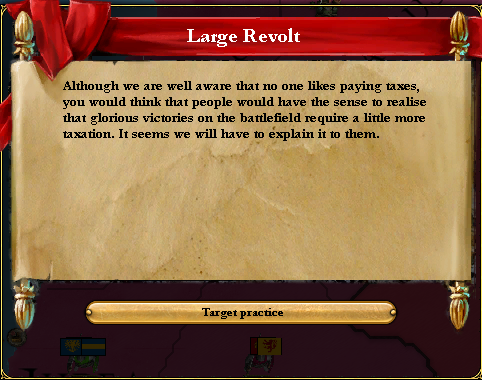 Large Revolt
Although we are well aware that no one likes paying taxes,
you would think that people would have the sense to realise
that glorious victories on the battlefield require a little more
taxation. It seems we will have to explain it to them.
Target practice